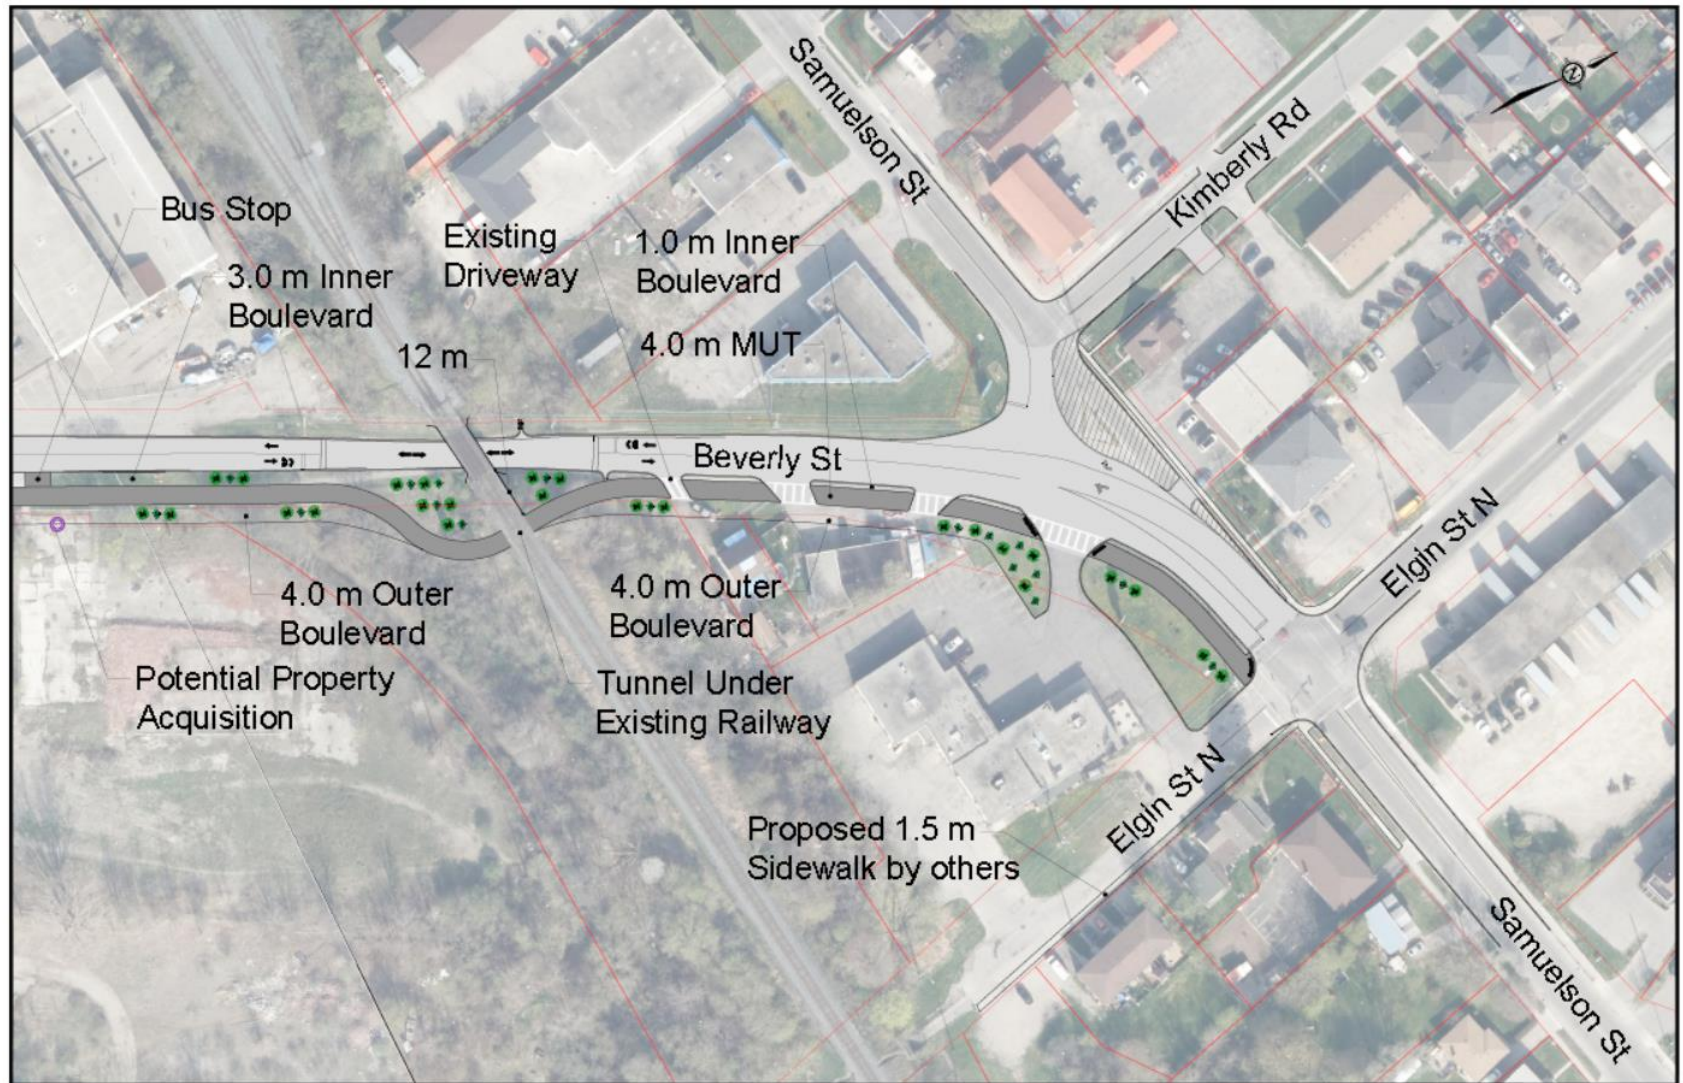 Samuelson St
Kimberly Rd
N
Bus Stop
3.0 m Inner
Boulevard
Existing
Driveway
1.0 m Inner
Boulevard
12 m
4.0 m MUT
Beverly St
Elgin St N
4.0 m Outer
Boulevard
4.0 m Outer
Boulevard
Potential Property
Acquisition
Tunnel Under
Existing Railway
Elgin St N
Proposed 1.5 m
Sidewalk by others
Samuelson St